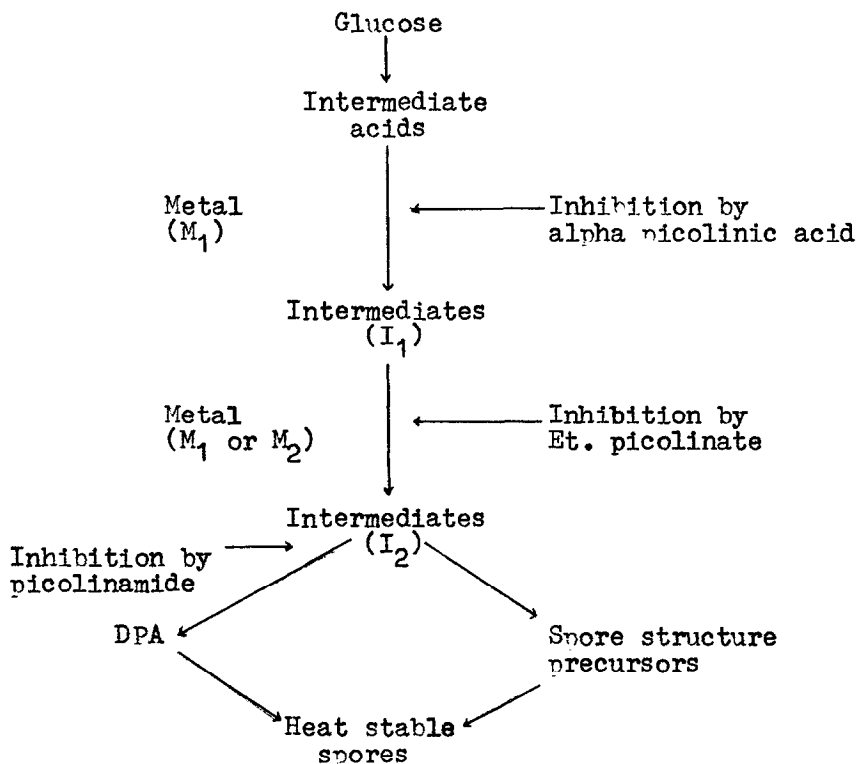 Glucose
Intermediate
acids
Metal
(M1)
Inhibition by
alpha picolinic acid
Intermediates
(I1)
Metal
(M1 or M2)
Inhibition by
Et. picolinate
Intermediates
(I2)
Inhibition by
picolinamide
DPA
Spore structure
precursors
Heat stable
spores